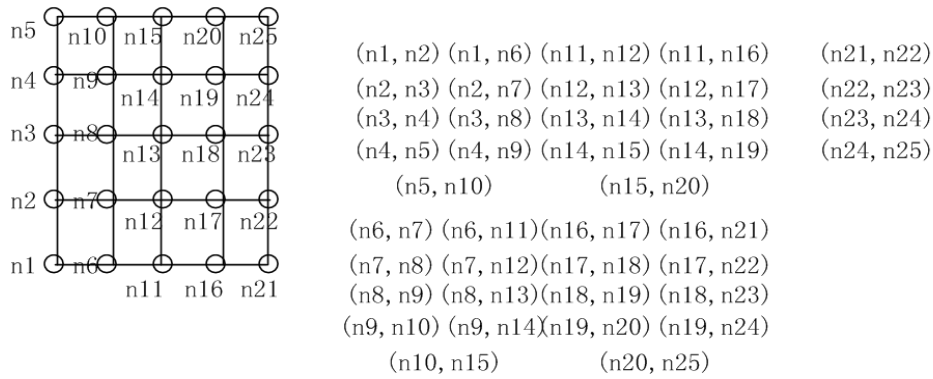 n5 n10 n15 n20 n25
n4 n9 n14 n19 n24
n3 n8 n13 n18 n23
n2 n7 n12 n17 n22
n1 n6 n11 n16 n21
(n1, n2) (n1, n6) (n11, n12) (n11, n16) (n21, n22)
(n2, n3) (n2, n7) (n12, n13) (n12, n17) (n22, n23)
(n3, n4) (n3, n8) (n13, n14) (n13, n18) (n23, n24)
(n4, n5) (n4, n9) (n14, n15) (n14, n19) (n24, n25)
(n5, n10) (n15, n20)
(n6, n7) (n6, n11) (n16, n17) (n16, n21)
(n7, n8) (n7, n12) (n17, n18) (n17, n22)
(n8, n9) (n8, n13) (n18, n19) (n18, n23)
(n9, n10) (n9, n14) (n19, n20) (n19, n24)
(n10, n15) (n20, n25)